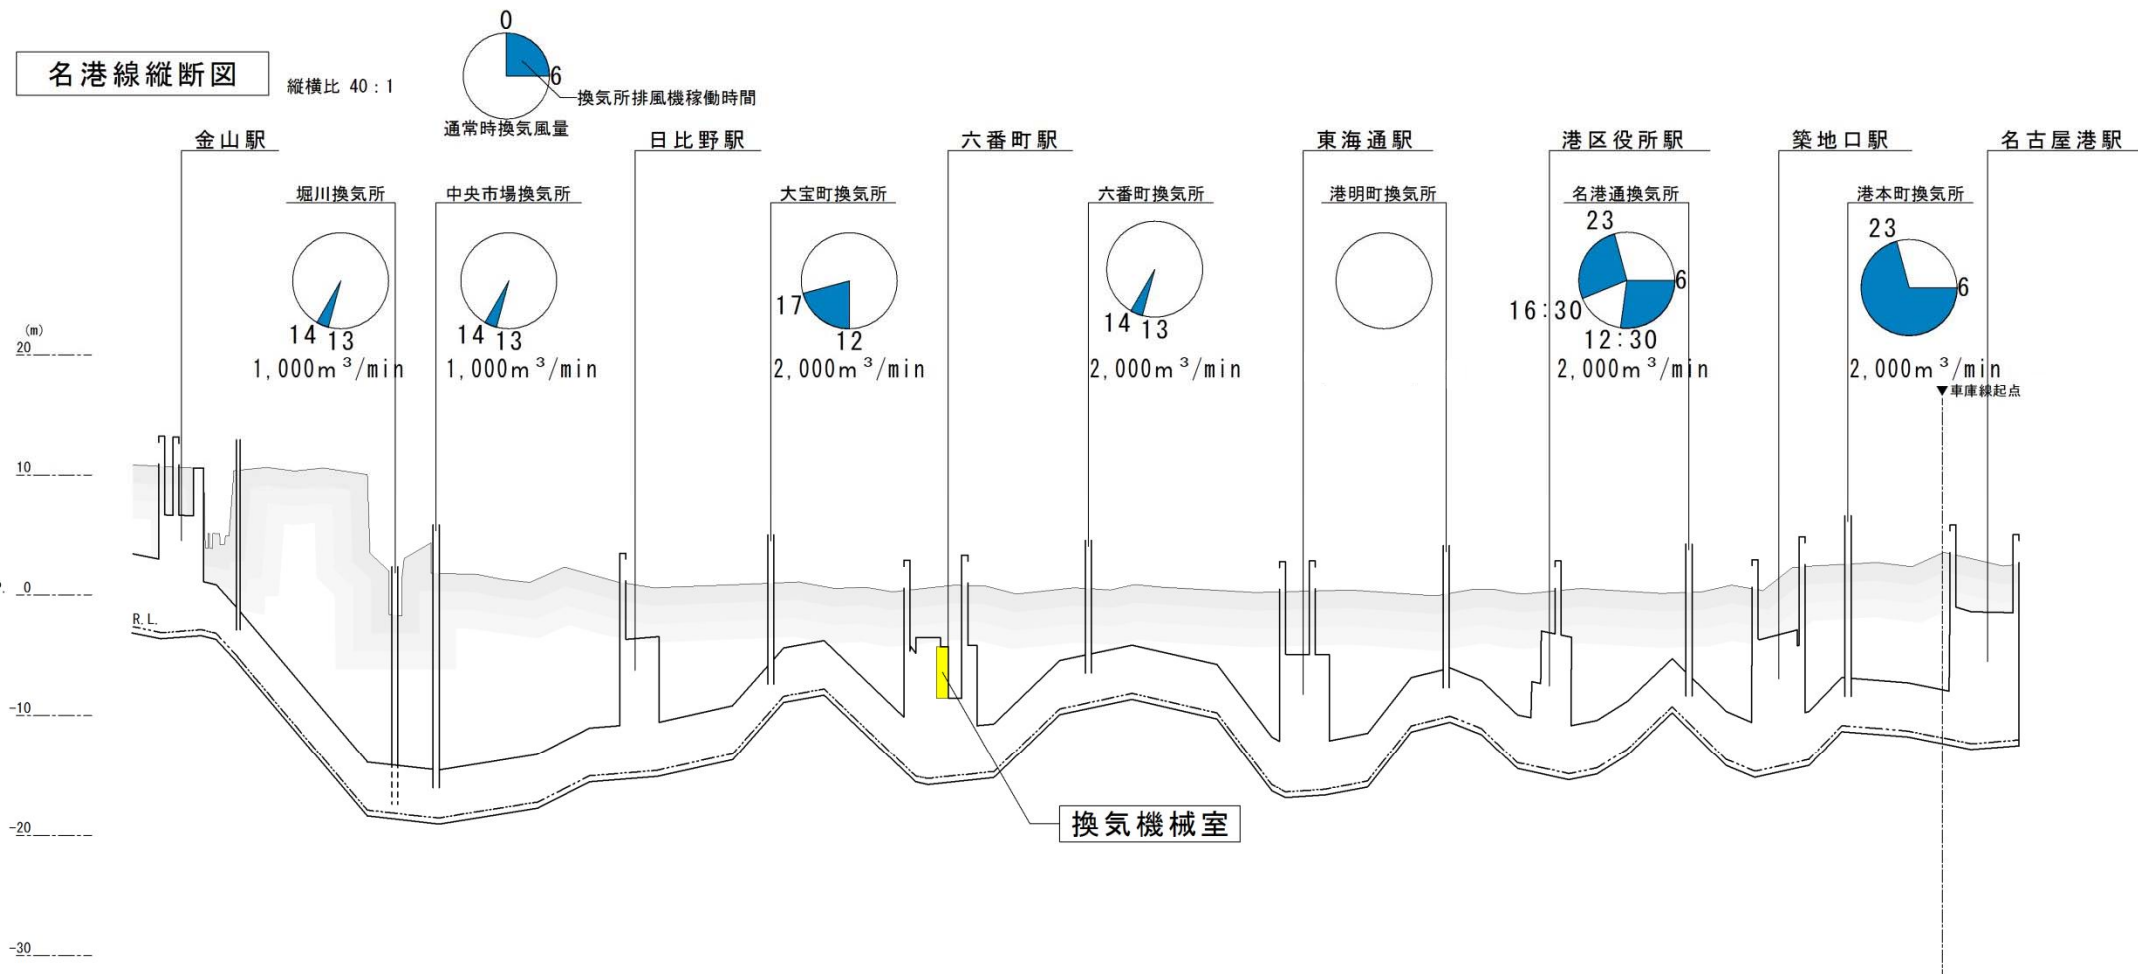 0
名港線縦断図
縦横比 40:1
6
換気所排風機稼働時間
通常時換気風量
金山駅
日比野駅
六番町駅
東海通駅
港区役所駅
築地口駅
名古屋港駅
堀川換気所
中央市場換気所
大宝町換気所
六番町換気所
港明町換気所
名港通換気所
港本町換気所
14 13
1,000m³/min
14 13
1,000m³/min
17
12
2,000m³/min
14 13
2,000m³/min
23
6
16:30
12:30
2,000m³/min
23
6
2,000m³/min
車庫線起点
(m)
20
10
0
R.L.
-10
-20
-30
換気機械室